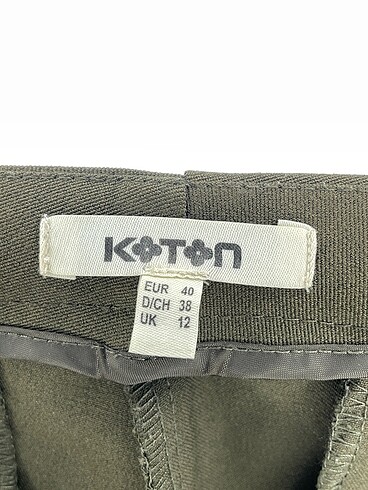 KOTON
EUR 40
D/CH 38
UK 12